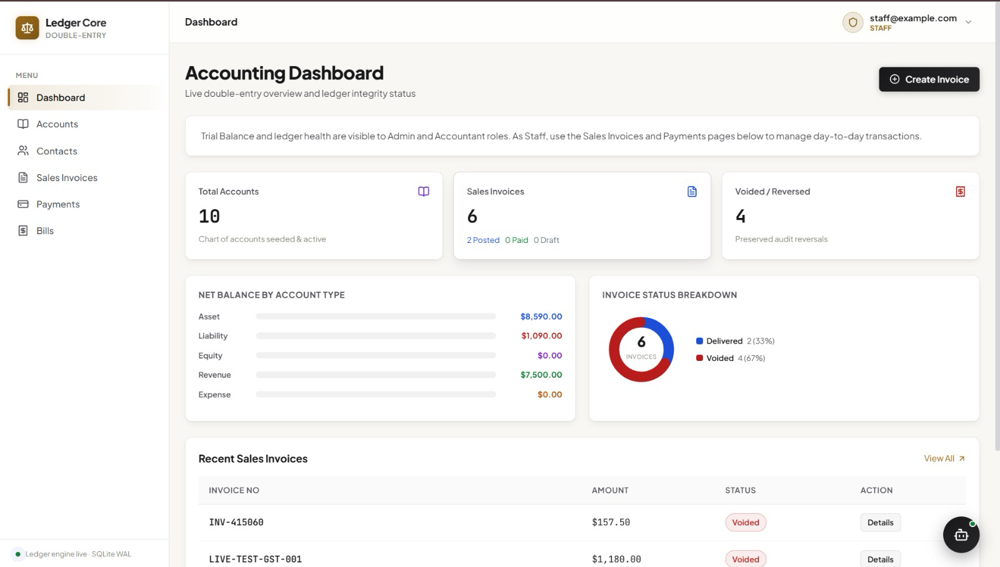 Ledger Core
DOUBLE-ENTRY
MENU
Dashboard
Accounts
Contacts
Sales Invoices
Payments
Bills
Ledger engine live · SQLite WAL
Dashboard
staff@example.com
STAFF
Accounting Dashboard
Live double-entry overview and ledger integrity status
Create Invoice
Trial Balance and ledger health are visible to Admin and Accountant roles. As Staff, use the Sales Invoices and Payments pages below to manage day-to-day transactions.
Total Accounts
10
Chart of accounts seeded & active
Sales Invoices
6
2 Posted 0 Paid 0 Draft
Voided / Reversed
4
Preserved audit reversals
NET BALANCE BY ACCOUNT TYPE
Asset $8,590.00
Liability $1,090.00
Equity $0.00
Revenue $7,500.00
Expense $0.00
INVOICE STATUS BREAKDOWN
6
INVOICES
Delivered 2 (33%)
Voided 4 (67%)
Recent Sales Invoices
View All
INVOICE NO AMOUNT STATUS ACTION
INV-415060 $157.50 Voided Details
LIVE-TEST-GST-001 $1,180.00 Voided Details